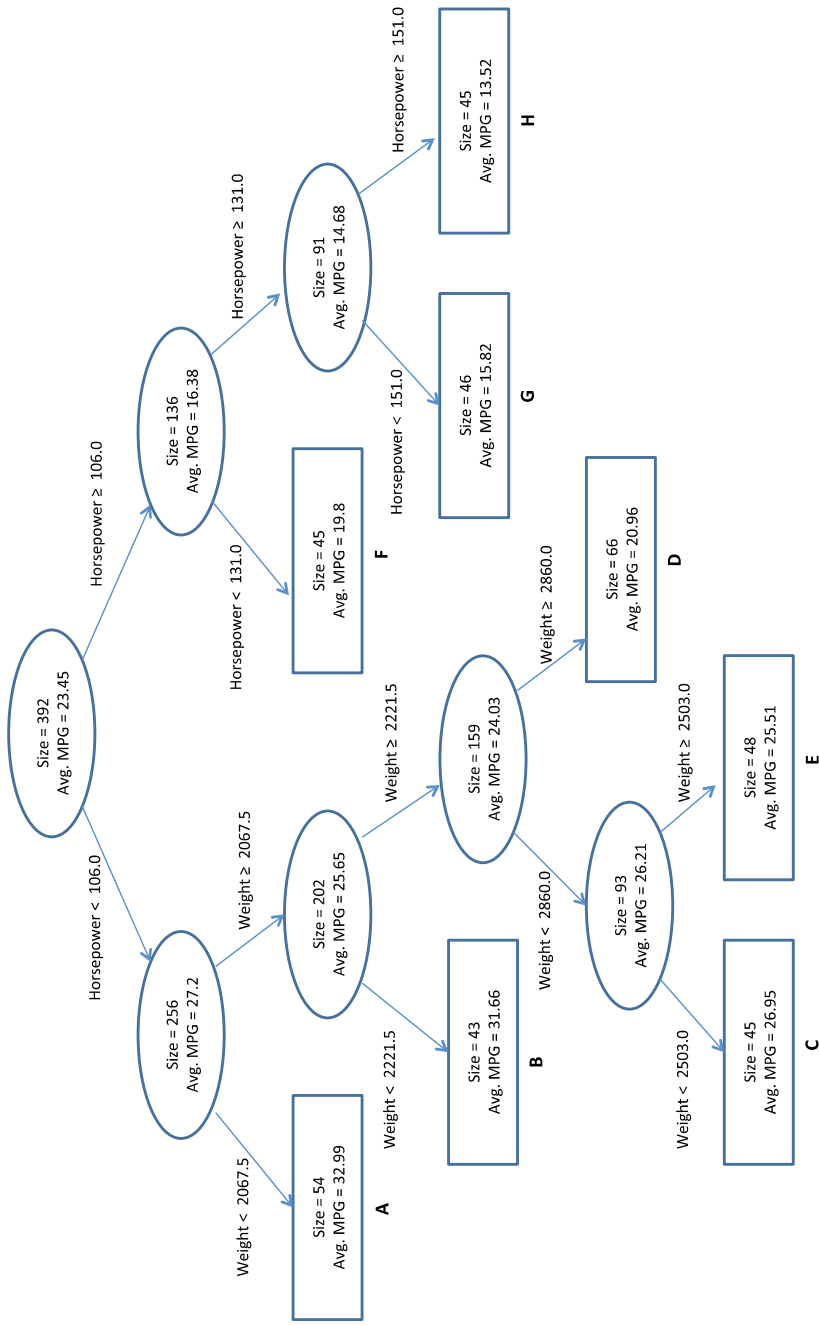 Size = 392
Avg. MPG = 23.45
Horsepower < 106.0
Horsepower ≥ 106.0
Size = 256
Avg. MPG = 27.2
Size = 136
Avg. MPG = 16.38
Weight < 2067.5
Weight ≥ 2067.5
Horsepower < 131.0
Horsepower ≥ 131.0
Size = 54
Avg. MPG = 32.99
A
Size = 202
Avg. MPG = 25.65
Size = 45
Avg. MPG = 19.8
F
Size = 91
Avg. MPG = 14.68
Weight < 2221.5
Weight ≥ 2221.5
Horsepower < 151.0
Horsepower ≥ 151.0
Size = 43
Avg. MPG = 31.66
B
Size = 159
Avg. MPG = 24.03
Size = 46
Avg. MPG = 15.82
G
Size = 45
Avg. MPG = 13.52
H
Weight < 2860.0
Weight ≥ 2860.0
Size = 93
Avg. MPG = 26.21
Size = 66
Avg. MPG = 20.96
D
Weight < 2503.0
Weight ≥ 2503.0
Size = 45
Avg. MPG = 26.95
C
Size = 48
Avg. MPG = 25.51
E